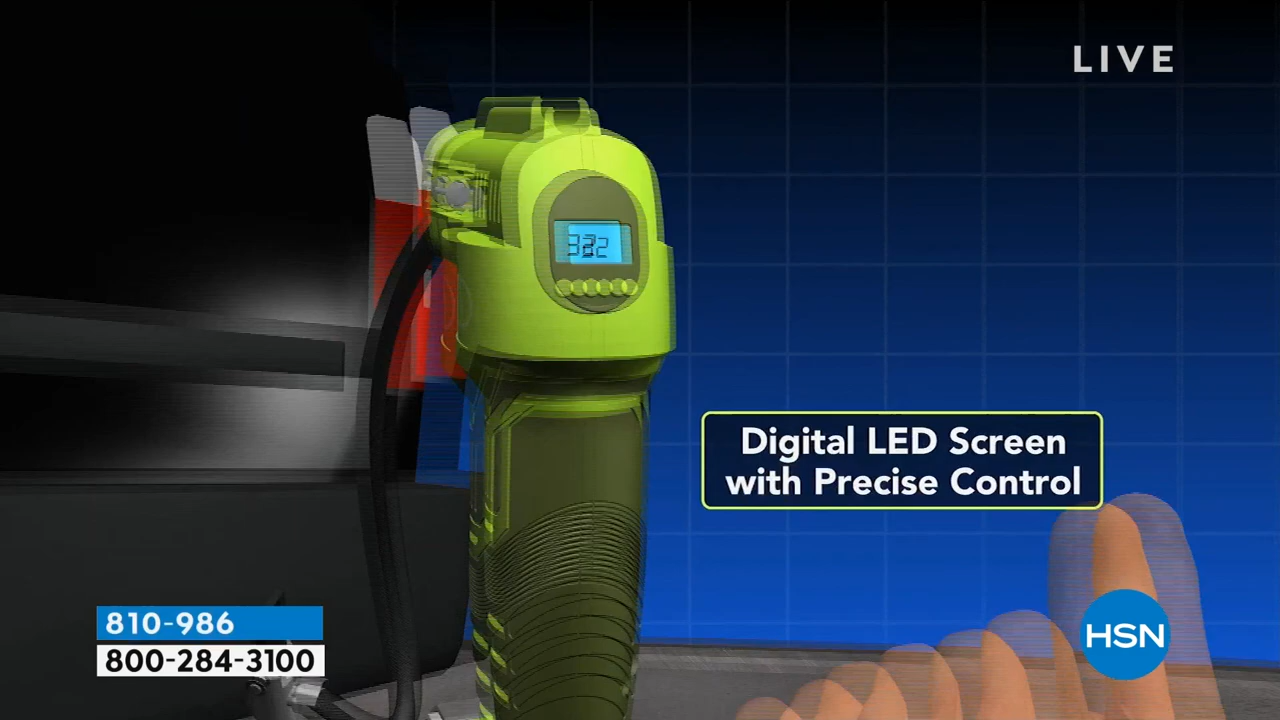 LIVE
Digital LED Screen
with Precise Control
810-986
800-284-3100
HSN